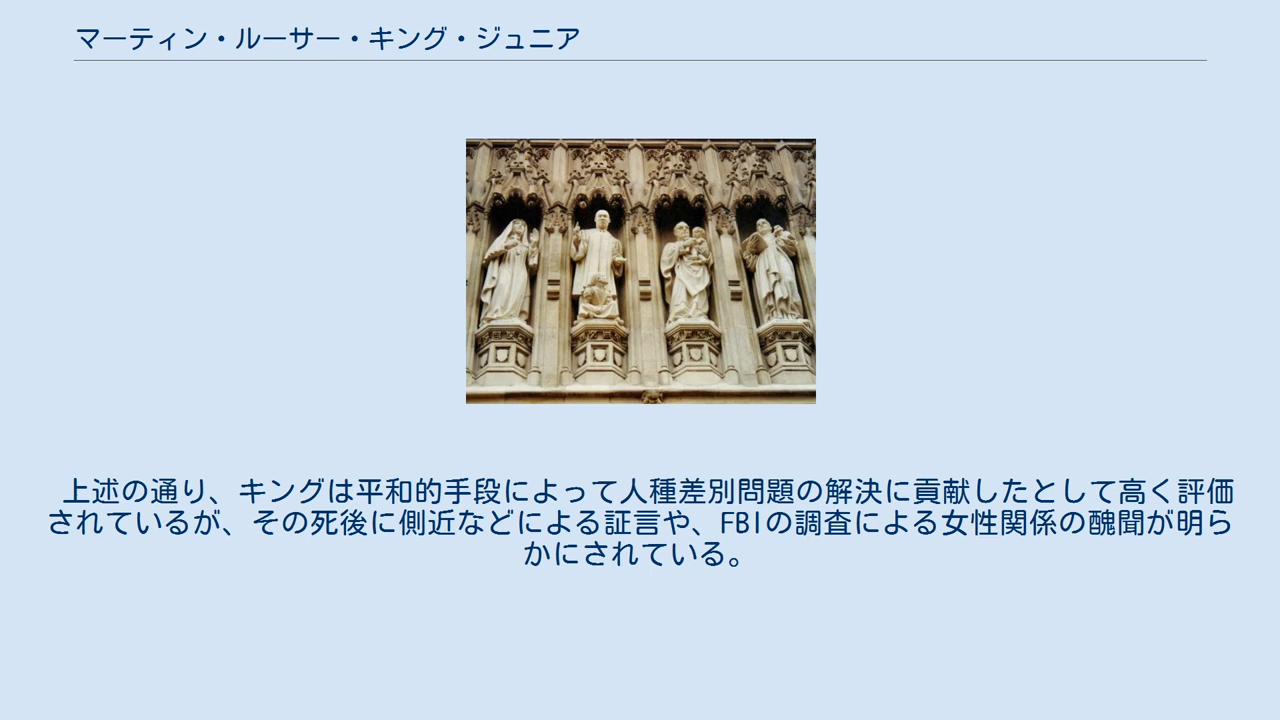 マーティン・ルーサー・キング・ジュニア
上述の通り、キングは平和的手段によって人種差別問題の解決に貢献したとして高く評価
されているが、その死後に側近などによる証言や、FBIの調査による女性関係の醜聞が明ら
かにされている。